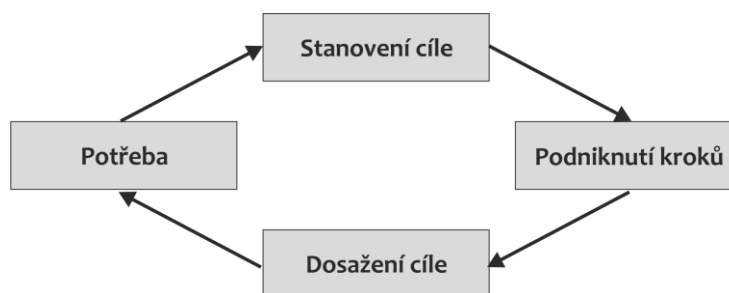 Stanovení cíle
Potřeba
Podniknutí kroků
Dosažení cíle